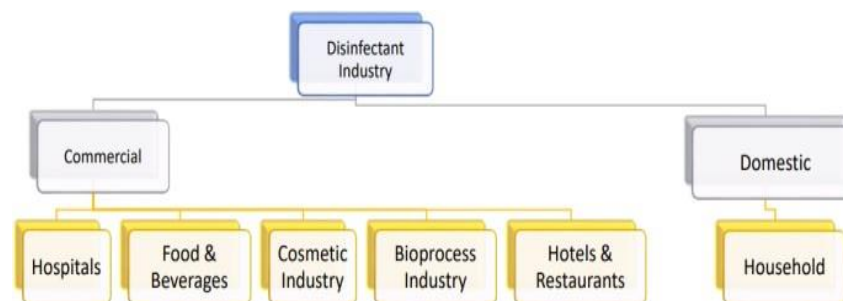 Disinfectant
Industry
Commercial
Domestic
Hospitals
Food &
Beverages
Cosmetic
Industry
Bioprocess
Industry
Hotels &
Restaurants
Household